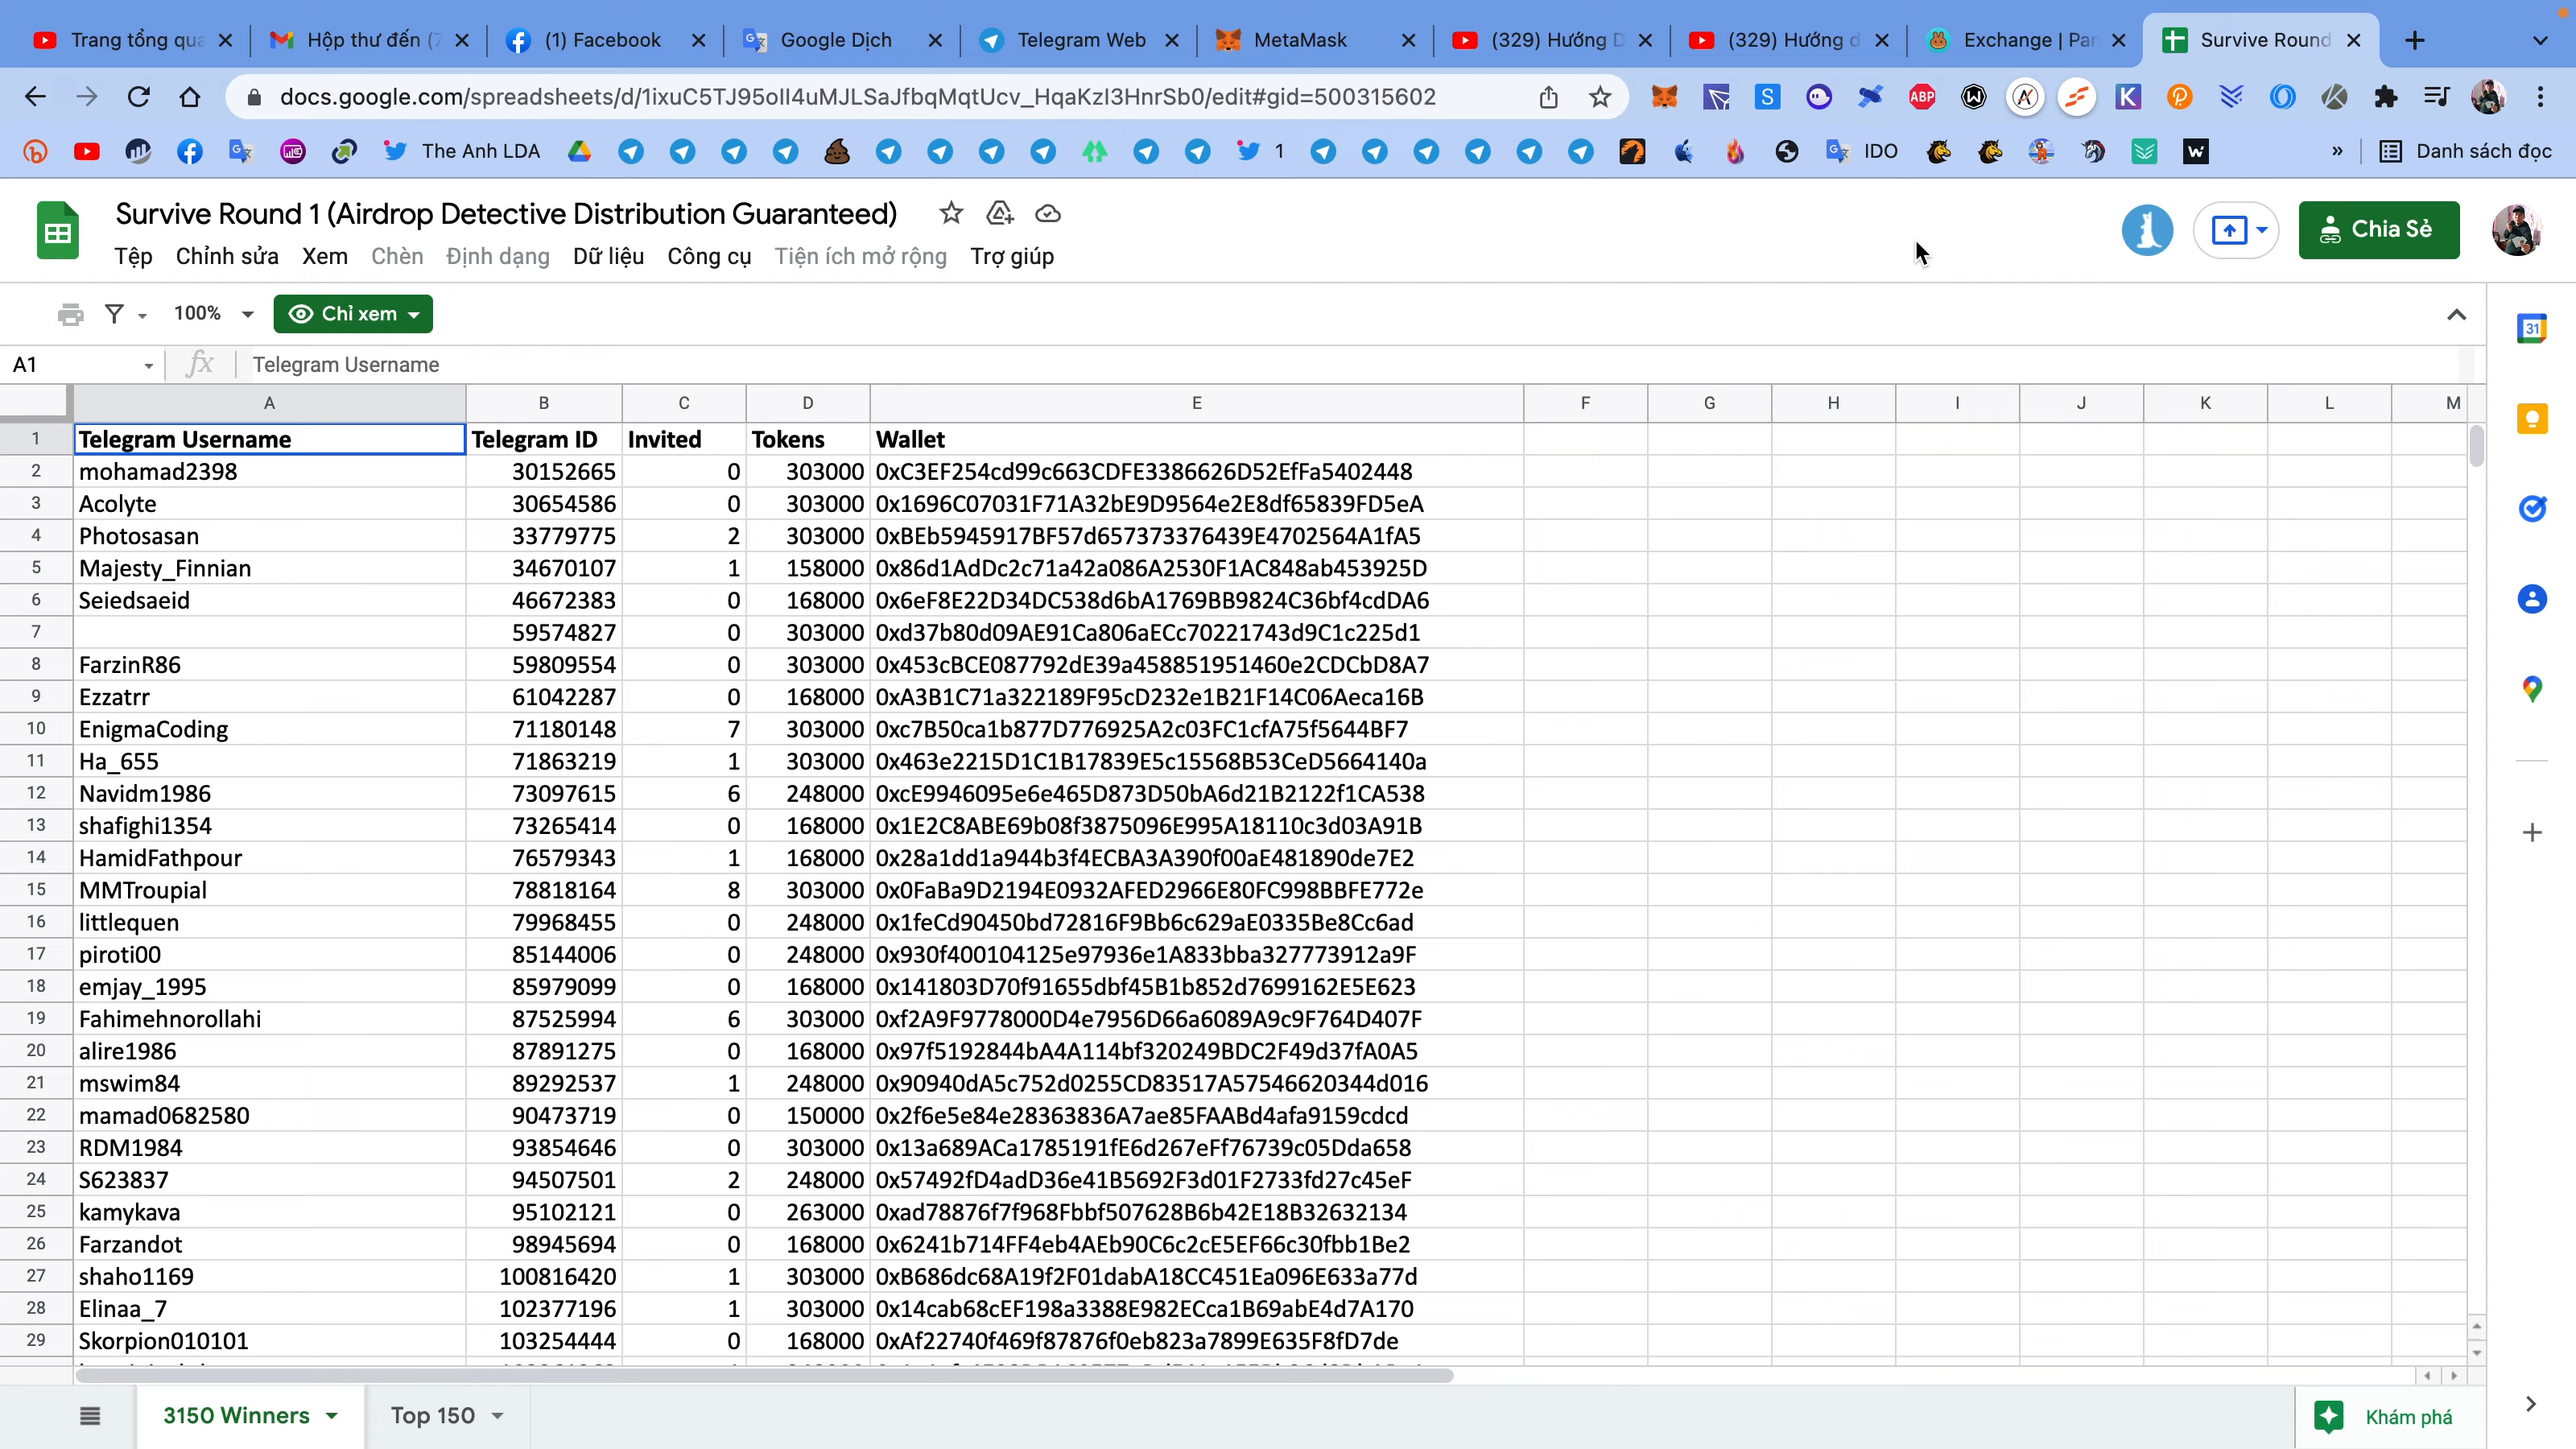 Trang tổng qua
Hộp thư đến (7
(1) Facebook
Google Dịch
Telegram Web
MetaMask
(329) Hướng D
(329) Hướng d
Exchange | Pan
Survive Round
docs.google.com/spreadsheets/d/1ixuC5TJ95oII4uMJLSaJfbqMqtUcv_HqaKzI3HnrSb0/edit#gid=500315602
The Anh LDA
1
IDO
»
Danh sách đọc
Survive Round 1 (Airdrop Detective Distribution Guaranteed)
Tệp Chỉnh sửa Xem Chèn Định dạng Dữ liệu Công cụ Tiện ích mở rộng Trợ giúp
Chia Sẻ
100%
Chỉ xem
A1 fx Telegram Username
A B C D E F G H I J K L M
1 Telegram Username Telegram ID Invited Tokens Wallet
2 mohamad2398 30152665 0 303000 0xC3EF254cd99c663CDFE3386626D52EfFa5402448
3 Acolyte 30654586 0 303000 0x1696C07031F71A32bE9D9564e2E8df65839FD5eA
4 Photosasan 33779775 2 303000 0xBEb5945917BF57d657373376439E4702564A1fA5
5 Majesty_Finnian 34670107 1 158000 0x86d1AdDc2c71a42a086A2530F1AC848ab453925D
6 Seiedsaeid 46672383 0 168000 0x6eF8E22D34DC538d6bA1769BB9824C36bf4cdDA6
7 59574827 0 303000 0xd37b80d09AE91Ca806aECc70221743d9C1c225d1
8 FarzinR86 59809554 0 303000 0x453cBCE087792dE39a458851951460e2CDCbD8A7
9 Ezzatrr 61042287 0 168000 0xA3B1C71a322189F95cD232e1B21F14C06Aeca16B
10 EnigmaCoding 71180148 7 303000 0xc7B50ca1b877D776925A2c03FC1cfA75f5644BF7
11 Ha_655 71863219 1 303000 0x463e2215D1C1B17839E5c15568B53CeD5664140a
12 Navidm1986 73097615 6 248000 0xcE9946095e6e465D873D50bA6d21B2122f1CA538
13 shafighi1354 73265414 0 168000 0x1E2C8ABE69b08f3875096E995A18110c3d03A91B
14 HamidFathpour 76579343 1 168000 0x28a1dd1a944b3f4ECBA3A390f00aE481890de7E2
15 MMTroupial 78818164 8 303000 0x0FaBa9D2194E0932AFED2966E80FC998BBFE772e
16 littlequen 79968455 0 248000 0x1feCd90450bd72816F9Bb6c629aE0335Be8Cc6ad
17 piroti00 85144006 0 248000 0x930f400104125e97936e1A833bba327773912a9F
18 emjay_1995 85979099 0 168000 0x141803D70f91655dbf45B1b852d7699162E5E623
19 Fahimehnorollahi 87525994 6 303000 0xf2A9F9778000D4e7956D66a6089A9c9F764D407F
20 alire1986 87891275 0 168000 0x97f5192844bA4A114bf320249BDC2F49d37fA0A5
21 mswim84 89292537 1 248000 0x90940dA5c752d0255CD83517A57546620344d016
22 mamad0682580 90473719 0 150000 0x2f6e5e84e28363836A7ae85FAABd4afa9159cdcd
23 RDM1984 93854646 0 303000 0x13a689ACa1785191fE6d267eFf76739c05Dda658
24 S623837 94507501 2 248000 0x57492fD4adD36e41B5692F3d01F2733fd27c45eF
25 kamykava 95102121 0 263000 0xad78876f7f968Fbbf507628B6b42E18B32632134
26 Farzandot 98945694 0 168000 0x6241b714FF4eb4AEb90C6c2cE5EF66c30fbb1Be2
27 shaho1169 100816420 1 303000 0xB686dc68A19f2F01dabA18CC451Ea096E633a77d
28 Elinaa_7 102377196 1 303000 0x14cab68cEF198a3388E982ECca1B69abE4d7A170
29 Skorpion010101 103254444 0 168000 0xAf22740f469f87876f0eb823a7899E635F8fD7de
3150 Winners Top 150
Khám phá